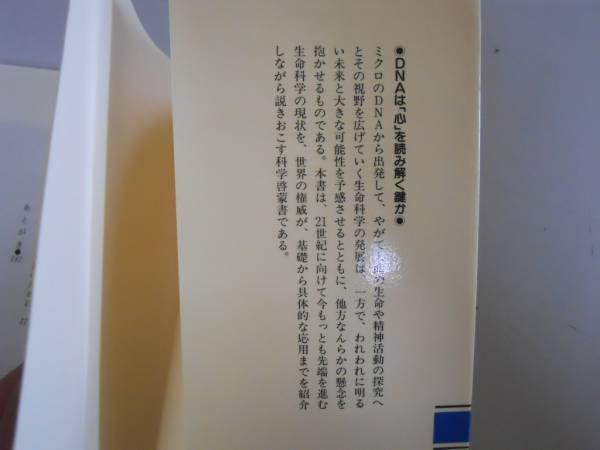 ●DNAは「心」を読み解く鍵か●
ミクロのDNAから出発して、やがて の生命や精神活動の探究へ
とその視野を広げていく生命科学の発展は、一方で、われわれに明る
い未来と大きな可能性を予感させるとともに、他方なんらかの懸念を
抱かせるものである。本書は、21世紀に向けて今もっとも先端を進む
生命科学の現状を、世界の権威が、基礎から具体的な応用までを紹介
しながら説きおこす科学啓蒙書である。
あとがき●